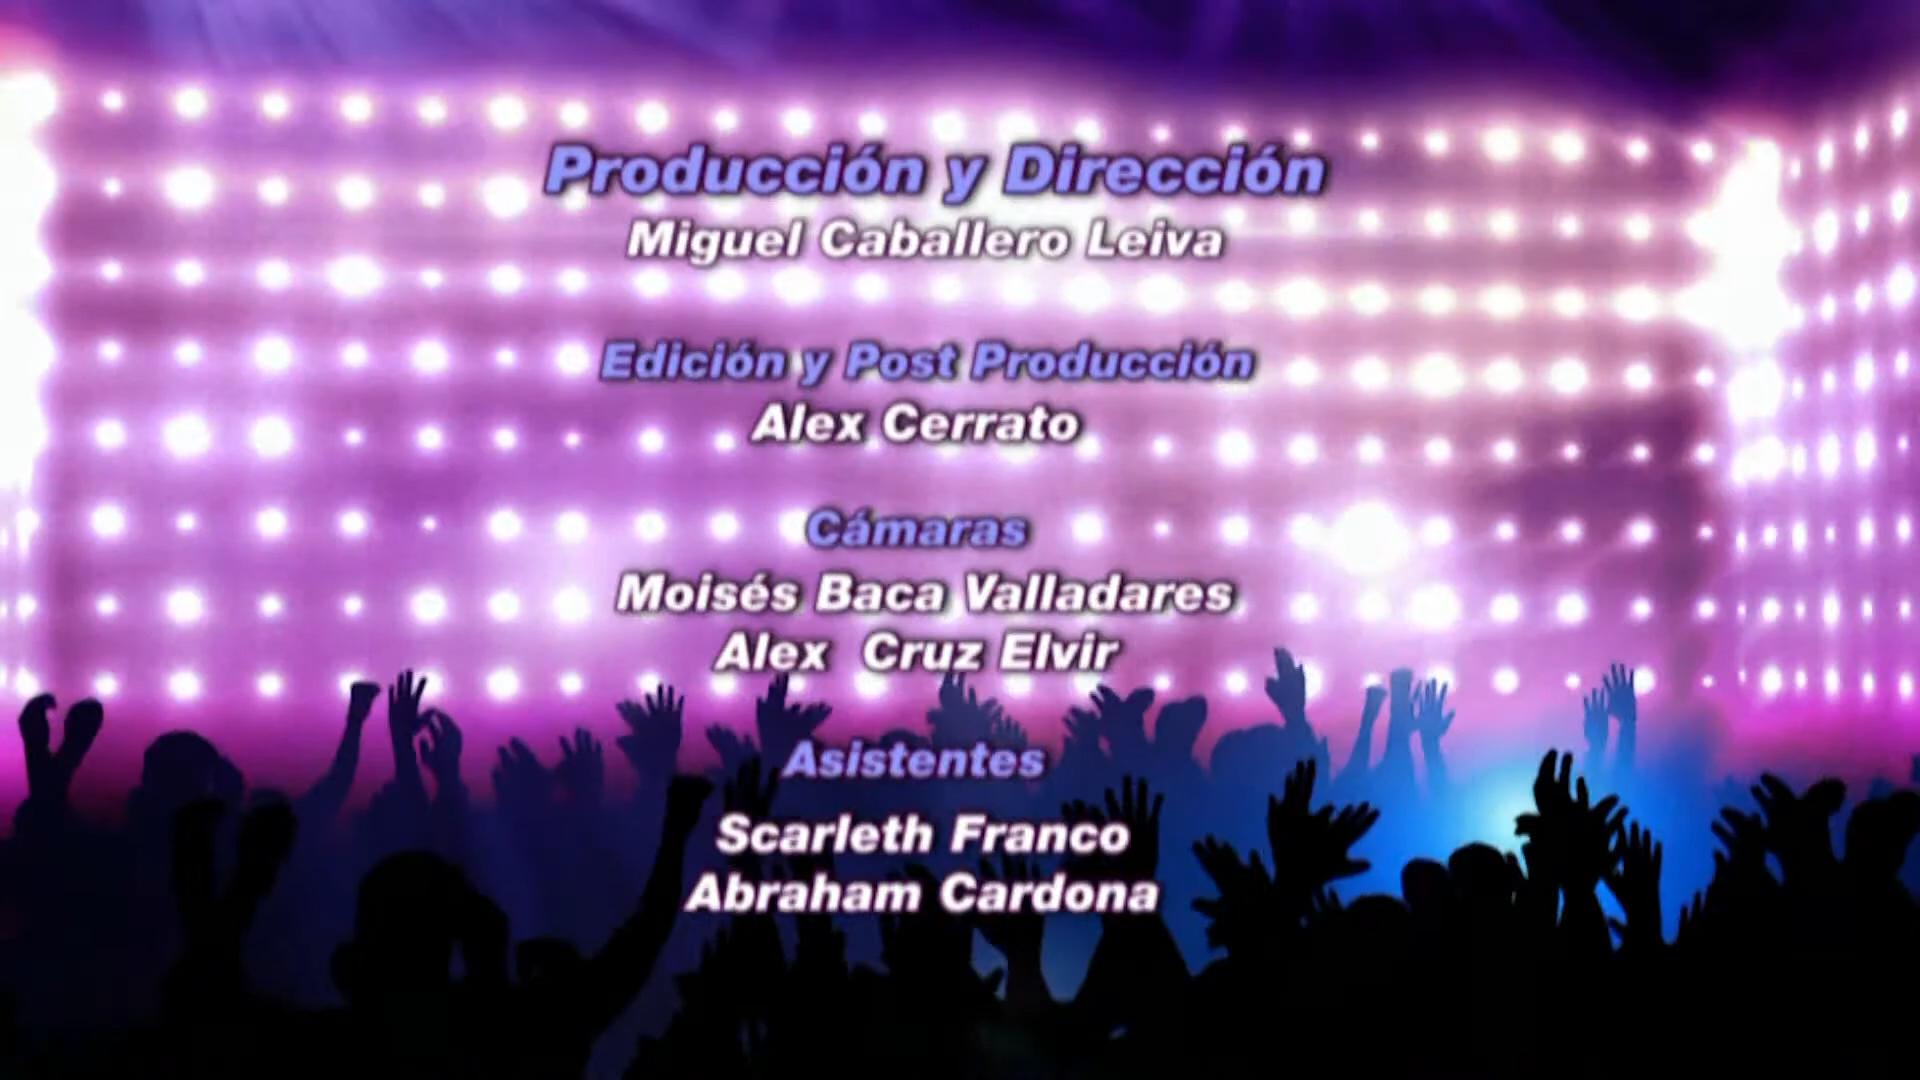 Producción y Dirección
Miguel Caballero Leiva
Edición y Post Producción
Alex Cerrato
Cámaras
Moisés Baca Valladares
Alex Cruz Elvir
Asistentes
Scarleth Franco
Abraham Cardona